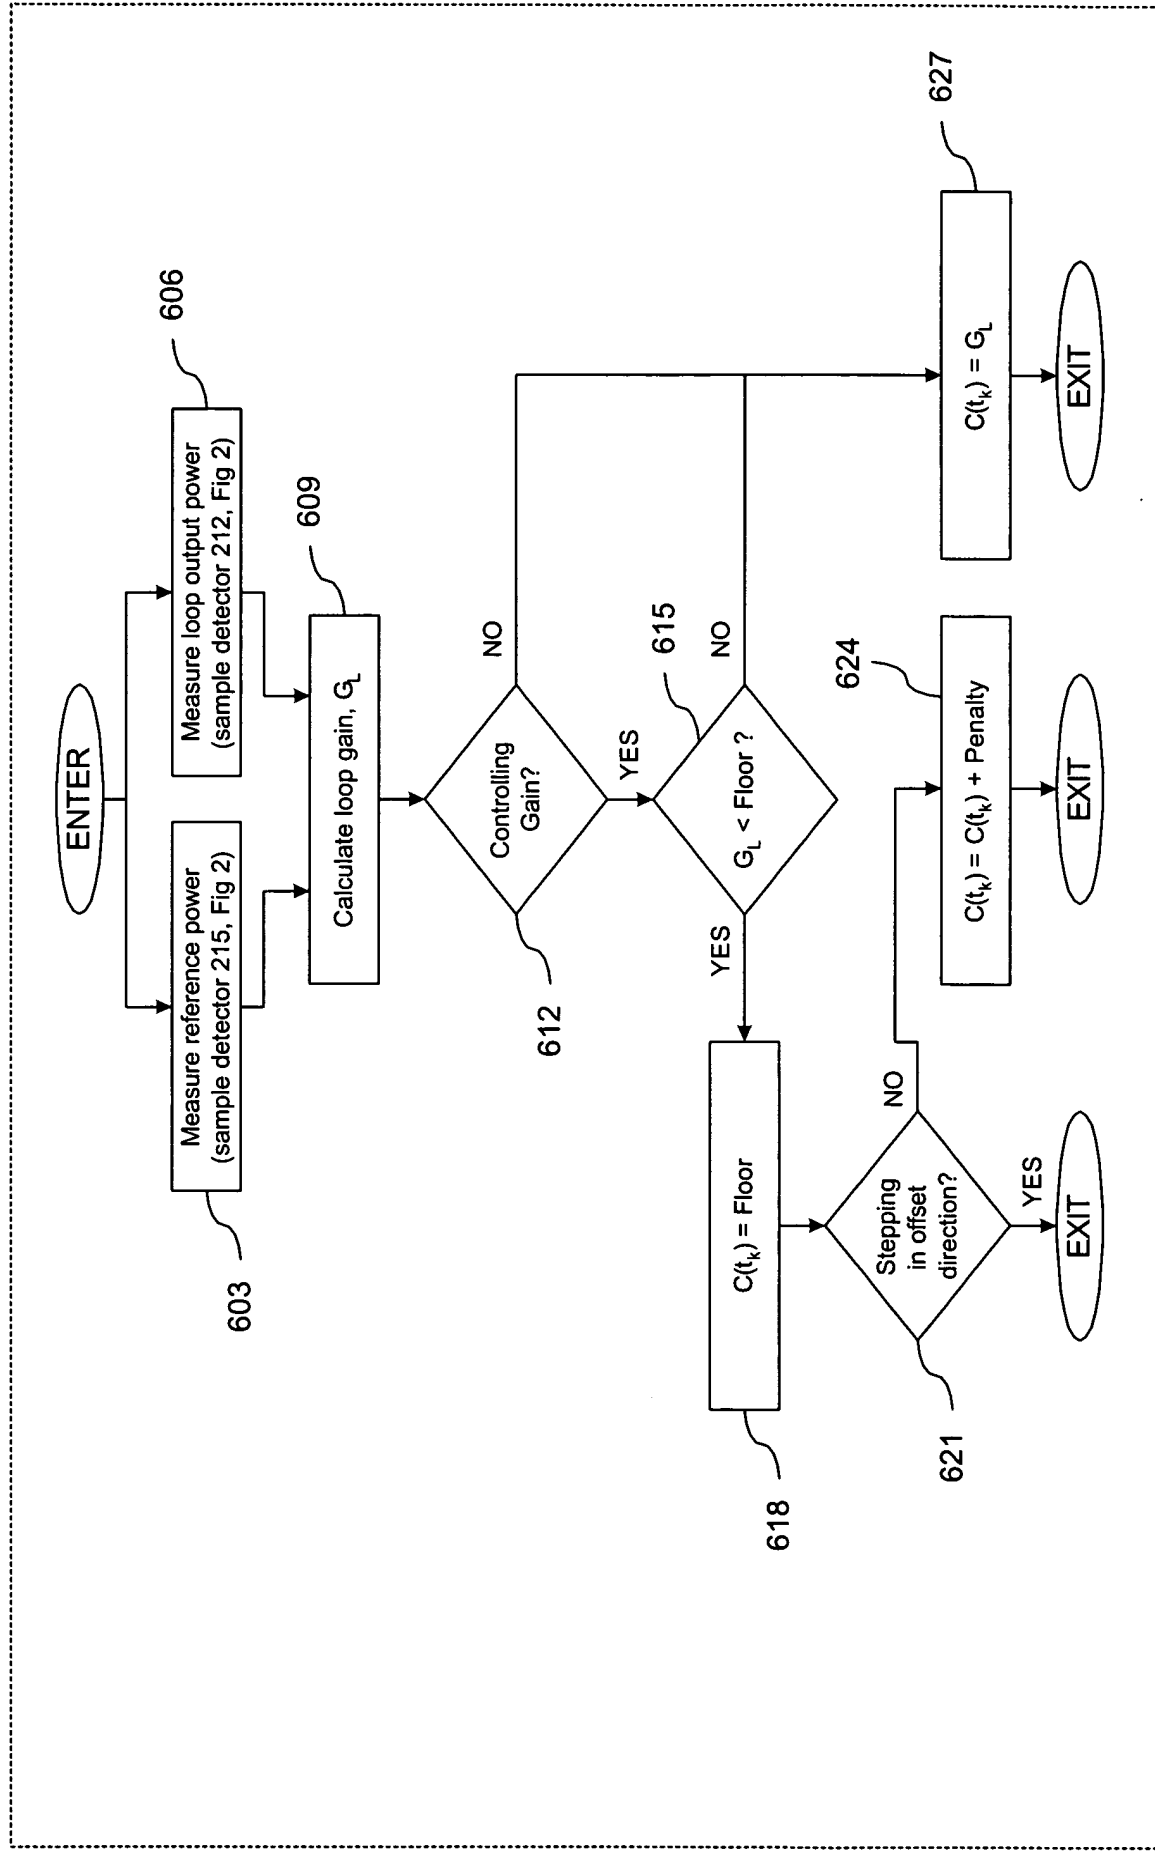 ENTER
603
Measure reference power
(sample detector 215, Fig 2)
Measure loop output power
(sample detector 212, Fig 2)
606
Calculate loop gain, G_L
609
612
Controlling
Gain?
NO
YES
615
G_L < Floor ?
NO
YES
618
C(t_k) = Floor
621
Stepping
in offset
direction?
NO
YES
EXIT
624
C(t_k) = C(t_k) + Penalty
EXIT
627
C(t_k) = G_L
EXIT